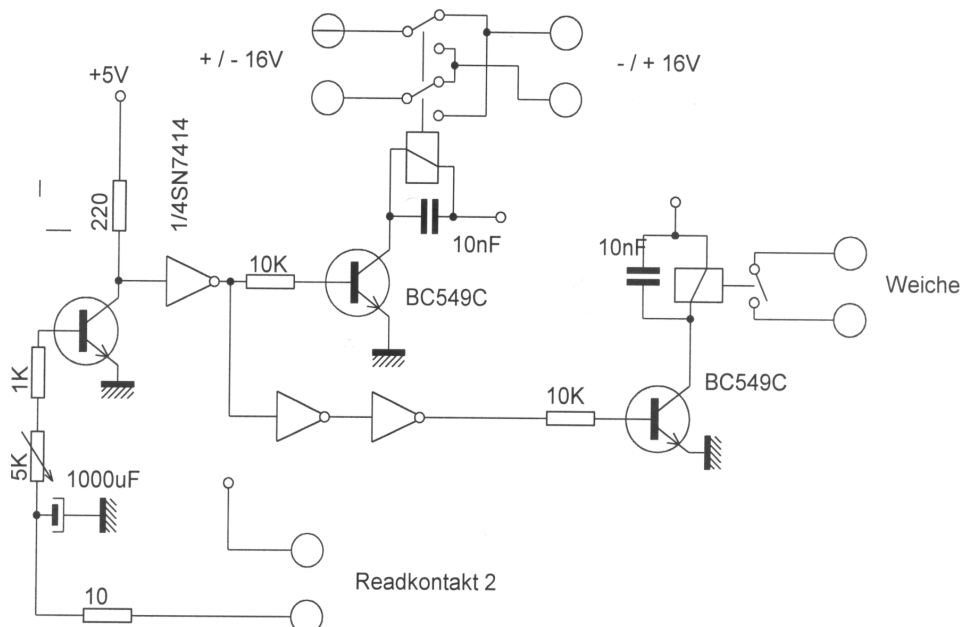 + / - 16V
- / + 16V
+5V
1/4SN7414
220
10nF
10K
BC549C
10nF
Weiche
1K
10K
BC549C
5K
1000uF
Readkontakt 2
10